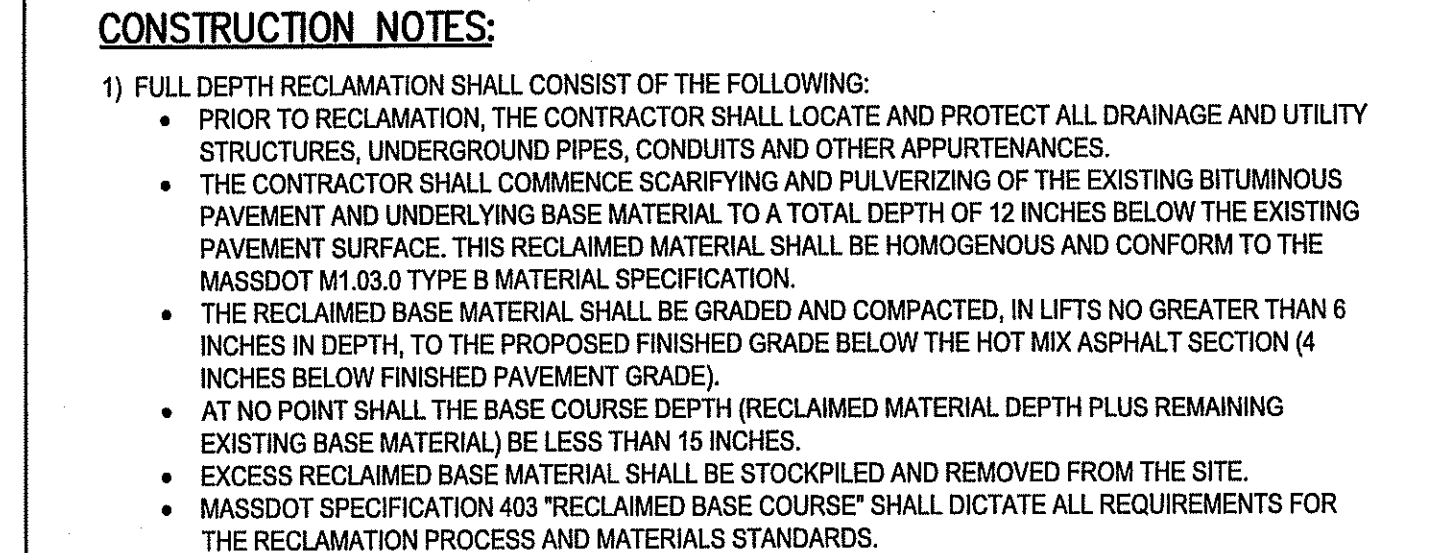 CONSTRUCTION NOTES:
1) FULL DEPTH RECLAMATION SHALL CONSIST OF THE FOLLOWING:
• PRIOR TO RECLAMATION, THE CONTRACTOR SHALL LOCATE AND PROTECT ALL DRAINAGE AND UTILITY
STRUCTURES, UNDERGROUND PIPES, CONDUITS AND OTHER APPURTENANCES.
• THE CONTRACTOR SHALL COMMENCE SCARIFYING AND PULVERIZING OF THE EXISTING BITUMINOUS
PAVEMENT AND UNDERLYING BASE MATERIAL TO A TOTAL DEPTH OF 12 INCHES BELOW THE EXISTING
PAVEMENT SURFACE. THIS RECLAIMED MATERIAL SHALL BE HOMOGENOUS AND CONFORM TO THE
MASSDOT M1.03.0 TYPE B MATERIAL SPECIFICATION.
• THE RECLAIMED BASE MATERIAL SHALL BE GRADED AND COMPACTED, IN LIFTS NO GREATER THAN 6
INCHES IN DEPTH, TO THE PROPOSED FINISHED GRADE BELOW THE HOT MIX ASPHALT SECTION (4
INCHES BELOW FINISHED PAVEMENT GRADE).
• AT NO POINT SHALL THE BASE COURSE DEPTH (RECLAIMED MATERIAL DEPTH PLUS REMAINING
EXISTING BASE MATERIAL) BE LESS THAN 15 INCHES.
• EXCESS RECLAIMED BASE MATERIAL SHALL BE STOCKPILED AND REMOVED FROM THE SITE.
• MASSDOT SPECIFICATION 403 "RECLAIMED BASE COURSE" SHALL DICTATE ALL REQUIREMENTS FOR
THE RECLAMATION PROCESS AND MATERIALS STANDARDS.